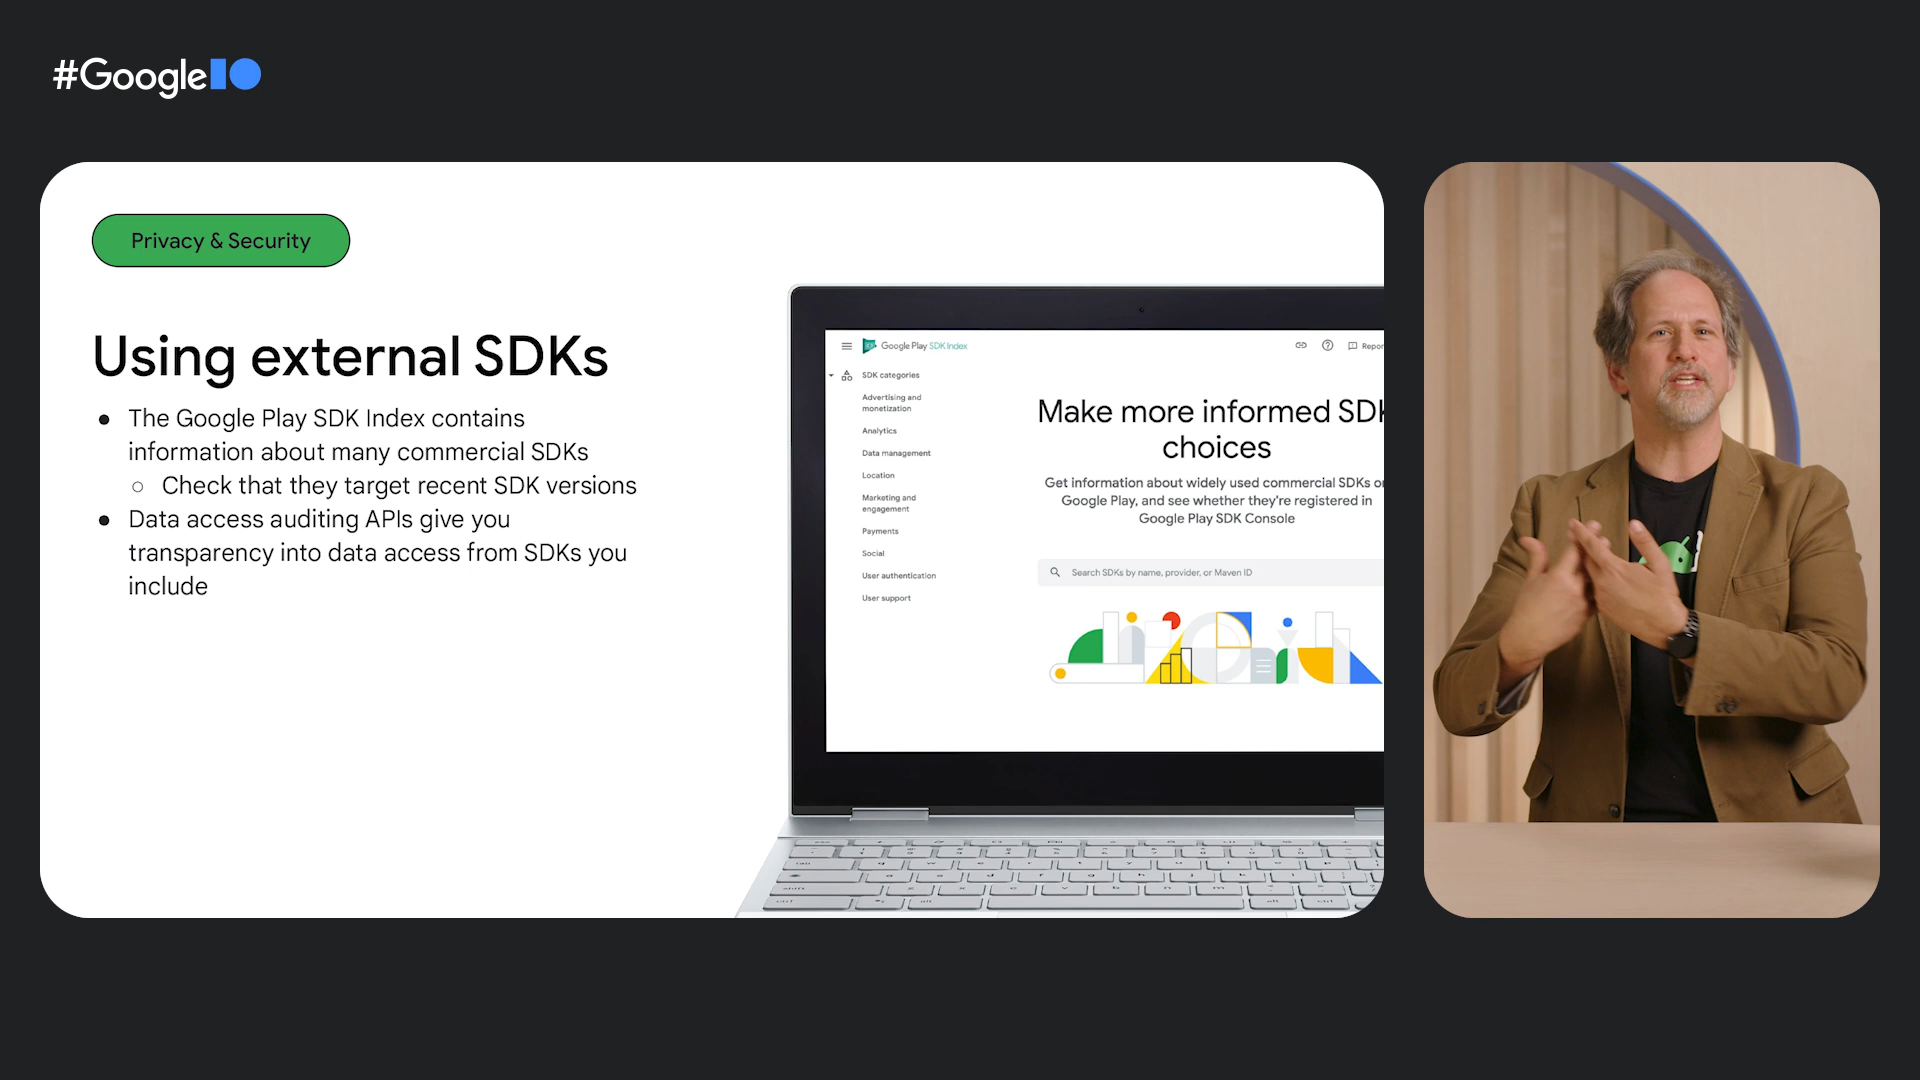 #GoogleIO
Privacy & Security
Using external SDKs
● The Google Play SDK Index contains
information about many commercial SDKs
○ Check that they target recent SDK versions
● Data access auditing APIs give you
transparency into data access from SDKs you
include
Google Play SDK Index
Repor
SDK categories
Advertising and
monetization
Analytics
Data management
Location
Marketing and
engagement
Payments
Social
User authentication
User support
Make more informed SDK
choices
Get information about widely used commercial SDKs on
Google Play, and see whether they're registered in
Google Play SDK Console
Search SDKs by name, provider, or Maven ID